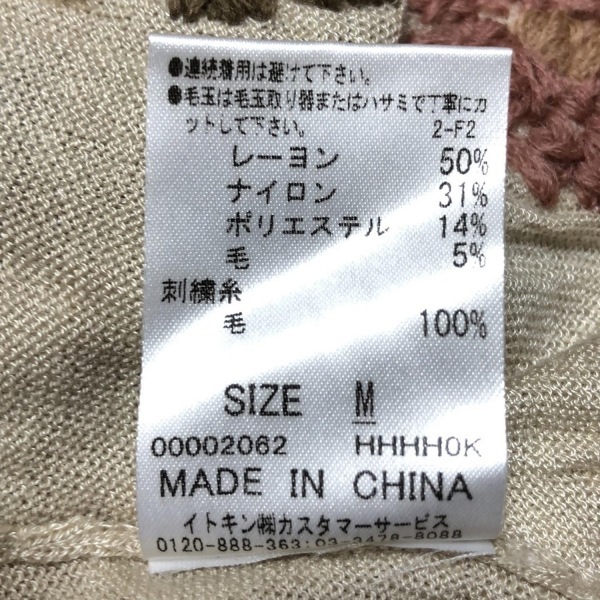 ●連続着用は避けて下さい。
●毛玉は毛玉取り器またはハサミで丁寧にカ
ットして下さい。 2-F2
レーヨン 50%
ナイロン 31%
ポリエステル 14%
毛 5%
刺繍糸
毛 100%
SIZE M
00002062 HHHH0K
MADE IN CHINA
イトキン㈱カスタマーサービス
0120-888-363:03-3478-8088